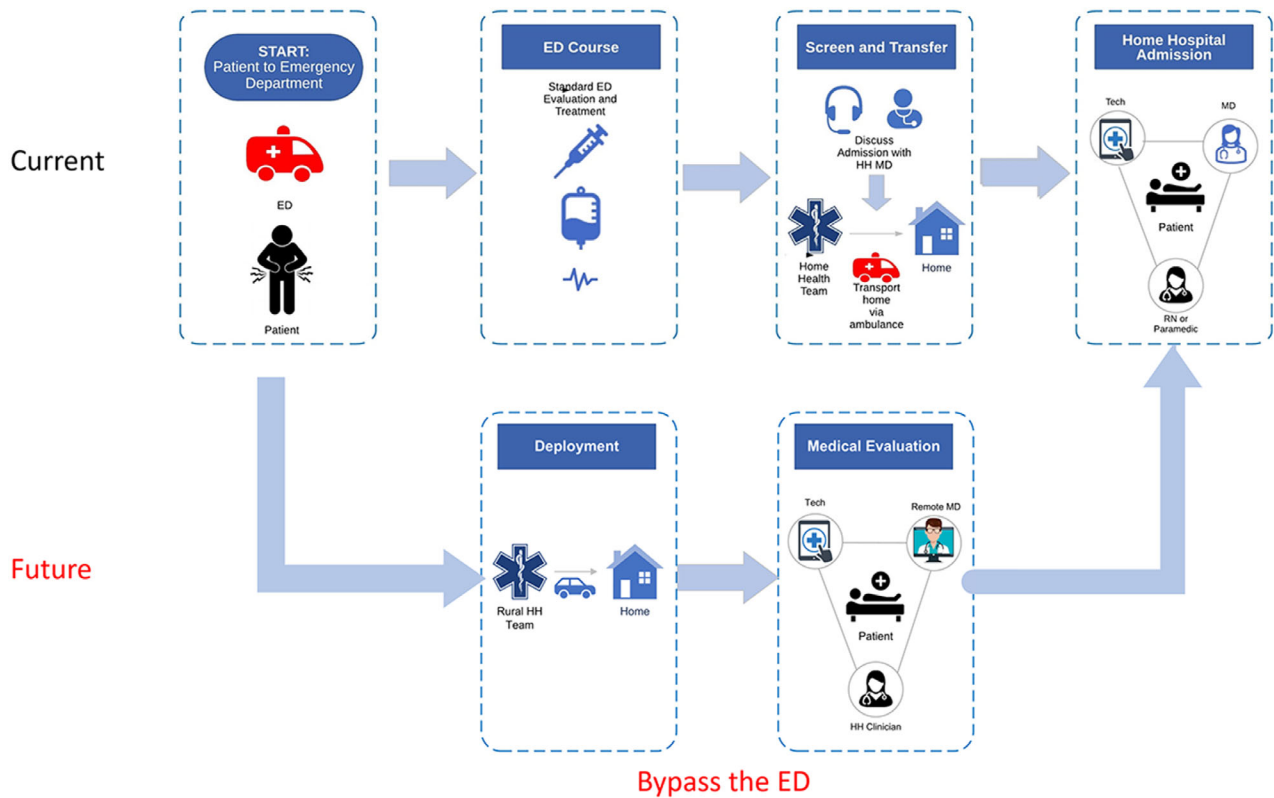 Current
START:
Patient to Emergency
Department
ED
Patient
ED Course
Standard ED
Evaluation and
Treatment
Screen and Transfer
Discuss
Admission with
HH MD
Home
Health
Team
Transport
home
via
ambulance
Home
Home Hospital
Admission
Tech
MD
Patient
RN or
Paramedic
Future
Deployment
Rural HH
Team
Home
Medical Evaluation
Tech
Remote MD
Patient
HH Clinician
Bypass the ED